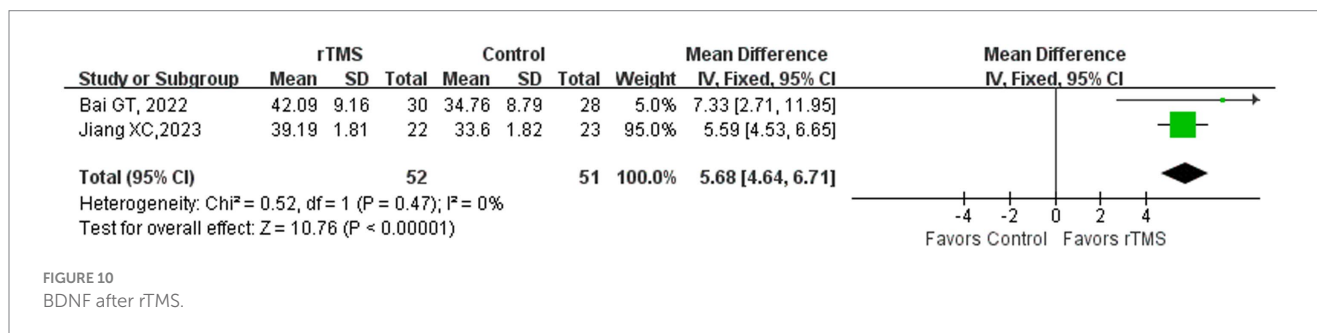 rTMS Control Mean Difference Mean Difference
Study or Subgroup Mean SD Total Mean SD Total Weight IV, Fixed, 95% CI IV, Fixed, 95% CI
Bai GT, 2022 42.09 9.16 30 34.76 8.79 28 5.0% 7.33 [2.71, 11.95]
Jiang XC,2023 39.19 1.81 22 33.6 1.82 23 95.0% 5.59 [4.53, 6.65]
Total (95% CI) 52 51 100.0% 5.68 [4.64, 6.71]
Heterogeneity: Chi² = 0.52, df = 1 (P = 0.47); I² = 0%
Test for overall effect: Z = 10.76 (P < 0.00001)
-4 -2 0 2 4
Favors Control Favors rTMS
FIGURE 10
BDNF after rTMS.